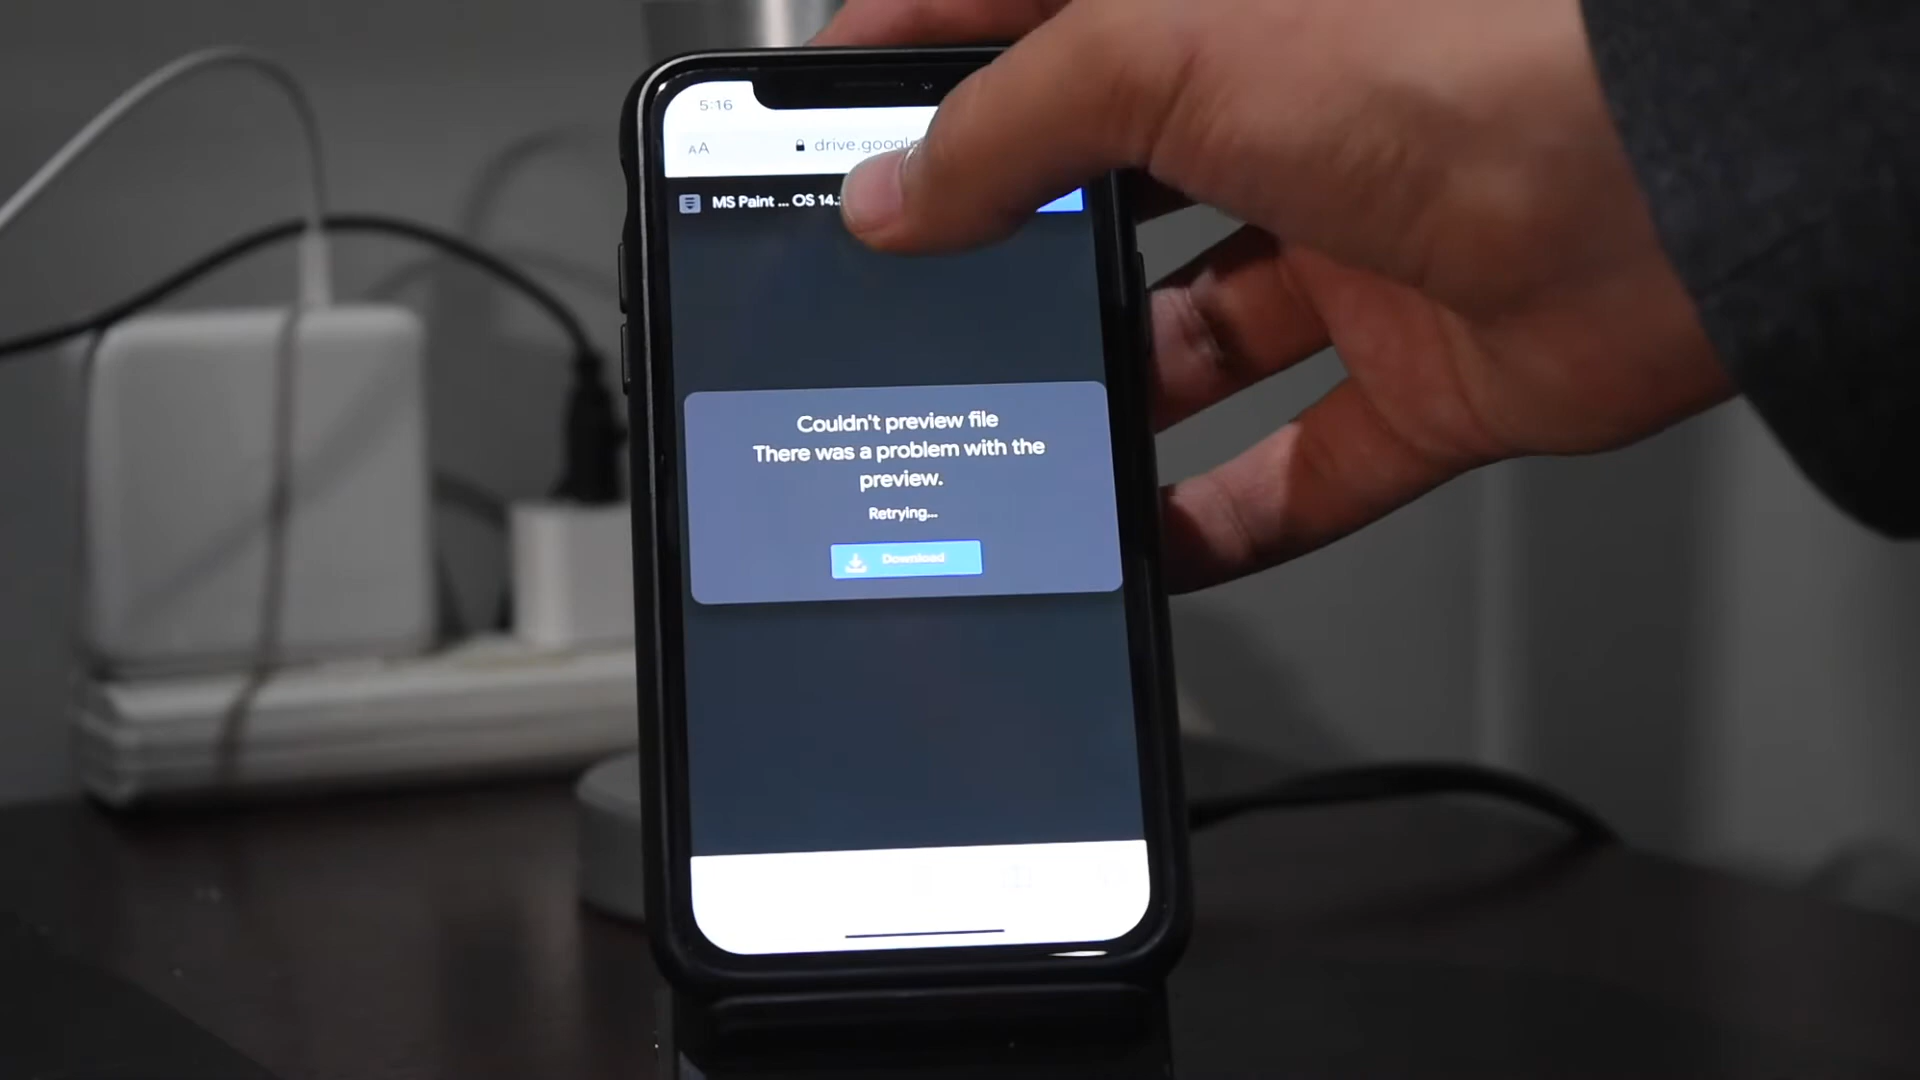 5:16
AA
drive.google
MS Paint ... OS 14.
Couldn't preview file
There was a problem with the
preview.
Retrying...
Download